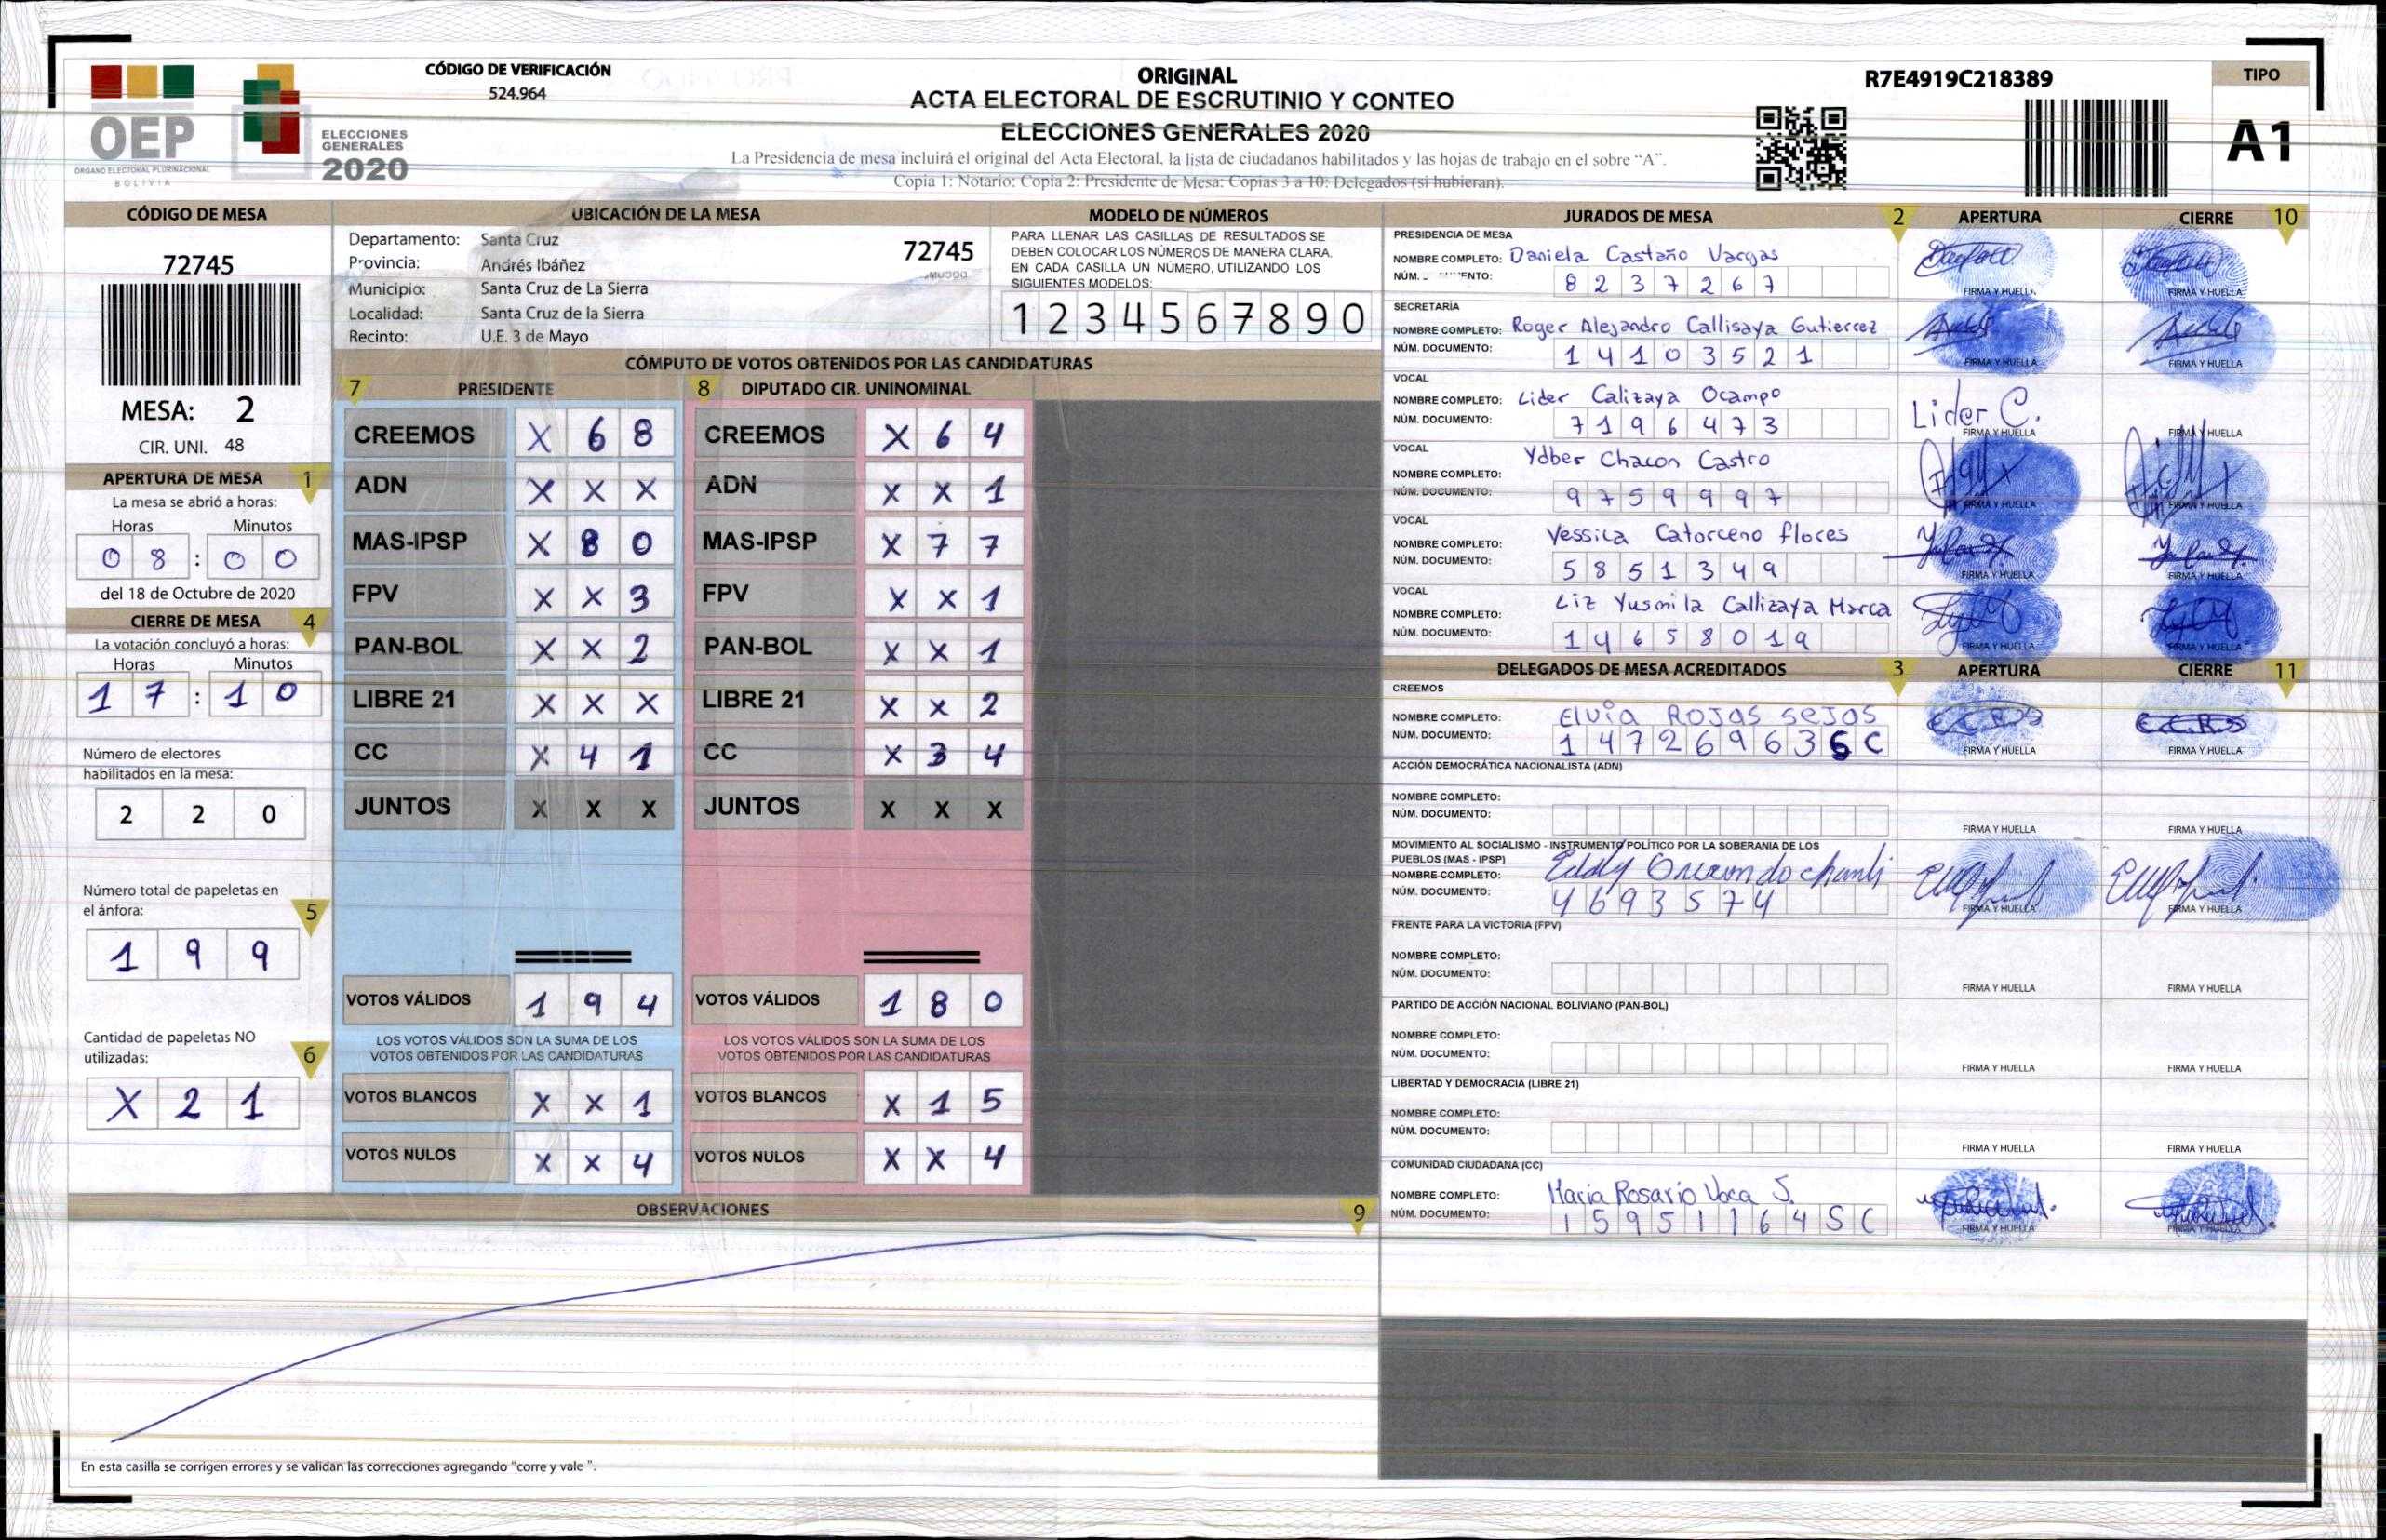 CÓDIGO DE VERIFICACIÓN
524.964
OEP
ÓRGANO ELECTORAL PLURINACIONAL
BOLIVIA
ELECCIONES
GENERALES
2020
ORIGINAL
ACTA ELECTORAL DE ESCRUTINIO Y CONTEO
ELECCIONES GENERALES 2020
La Presidencia de mesa incluirá el original del Acta Electoral, la lista de ciudadanos habilitados y las hojas de trabajo en el sobre “A”.
Copia 1: Notario: Copia 2: Presidente de Mesa: Copias 3 a 10: Delegados (si hubieran).
R7E4919C218389
TIPO
A1
CÓDIGO DE MESA
72745
MESA: 2
CIR. UNI. 48
APERTURA DE MESA 1
La mesa se abrió a horas:
Horas Minutos
0 8 : 0 0
del 18 de Octubre de 2020
CIERRE DE MESA 4
La votación concluyó a horas:
Horas Minutos
1 7 : 1 0
Número de electores
habilitados en la mesa:
2 2 0
Número total de papeletas en
el ánfora: 5
1 9 9
Cantidad de papeletas NO
utilizadas: 6
X 2 1
UBICACIÓN DE LA MESA
Departamento: Santa Cruz
72745
Provincia: Andrés Ibáñez
Municipio: Santa Cruz de La Sierra
Localidad: Santa Cruz de la Sierra
Recinto: U.E. 3 de Mayo
MODELO DE NÚMEROS
PARA LLENAR LAS CASILLAS DE RESULTADOS SE
DEBEN COLOCAR LOS NÚMEROS DE MANERA CLARA,
EN CADA CASILLA UN NÚMERO, UTILIZANDO LOS
SIGUIENTES MODELOS:
1 2 3 4 5 6 7 8 9 0
CÓMPUTO DE VOTOS OBTENIDOS POR LAS CANDIDATURAS
7 PRESIDENTE 8 DIPUTADO CIR. UNINOMINAL
CREEMOS X 6 8 CREEMOS X 6 4
ADN X X X ADN X X 1
MAS-IPSP X 8 0 MAS-IPSP X 7 7
FPV X X 3 FPV X X 1
PAN-BOL X X 2 PAN-BOL X X 1
LIBRE 21 X X X LIBRE 21 X X 2
CC X 4 1 CC X 3 4
JUNTOS X X X JUNTOS X X X
VOTOS VÁLIDOS 1 9 4 VOTOS VÁLIDOS 1 8 0
LOS VOTOS VÁLIDOS SON LA SUMA DE LOS LOS VOTOS VÁLIDOS SON LA SUMA DE LOS
VOTOS OBTENIDOS POR LAS CANDIDATURAS VOTOS OBTENIDOS POR LAS CANDIDATURAS
VOTOS BLANCOS X X 1 VOTOS BLANCOS X 1 5
VOTOS NULOS X X 4 VOTOS NULOS X X 4
OBSERVACIONES 9
En esta casilla se corrigen errores y se validan las correcciones agregando "corre y vale ".
JURADOS DE MESA 2 APERTURA CIERRE 10
PRESIDENCIA DE MESA
NOMBRE COMPLETO: Daniela Castaño Vargas
8 2 3 7 2 6 7
FIRMA Y HUELLA FIRMA Y HUELLA
SECRETARÍA
NOMBRE COMPLETO: Roger Alejandro Callisaya Gutierrez
NÚM. DOCUMENTO: 1 4 1 0 3 5 2 1
FIRMA Y HUELLA FIRMA Y HUELLA
VOCAL
NOMBRE COMPLETO: Lider Calizaya Ocampo
NÚM. DOCUMENTO: 7 1 9 6 4 7 3
Lider C.
FIRMA Y HUELLA FIRMA Y HUELLA
VOCAL
NOMBRE COMPLETO: Ydber Chacon Castro
NÚM. DOCUMENTO: 9 7 5 9 9 9 7
FIRMA Y HUELLA FIRMA Y HUELLA
VOCAL
NOMBRE COMPLETO: Yessica Catorceno flores
NÚM. DOCUMENTO: 5 8 5 1 3 4 9
FIRMA Y HUELLA FIRMA Y HUELLA
VOCAL
NOMBRE COMPLETO: Liz Yusmila Callizaya Marca
NÚM. DOCUMENTO: 1 4 6 5 8 0 1 9
FIRMA Y HUELLA FIRMA Y HUELLA
DELEGADOS DE MESA ACREDITADOS 3 APERTURA CIERRE 11
CREEMOS
NOMBRE COMPLETO: Elvia ROJAS SEJAS
NÚM. DOCUMENTO: 1 4 7 2 6 9 6 3 S C
FIRMA Y HUELLA FIRMA Y HUELLA
ACCIÓN DEMOCRÁTICA NACIONALISTA (ADN)
NOMBRE COMPLETO:
NÚM. DOCUMENTO:
FIRMA Y HUELLA FIRMA Y HUELLA
MOVIMIENTO AL SOCIALISMO - INSTRUMENTO POLÍTICO POR LA SOBERANIA DE LOS
PUEBLOS (MAS - IPSP)
NOMBRE COMPLETO: Eddy
NÚM. DOCUMENTO: 4 6 9 3 5 7 4
FIRMA Y HUELLA FIRMA Y HUELLA
FRENTE PARA LA VICTORIA (FPV)
NOMBRE COMPLETO:
NÚM. DOCUMENTO:
FIRMA Y HUELLA FIRMA Y HUELLA
PARTIDO DE ACCIÓN NACIONAL BOLIVIANO (PAN-BOL)
NOMBRE COMPLETO:
NÚM. DOCUMENTO:
FIRMA Y HUELLA FIRMA Y HUELLA
LIBERTAD Y DEMOCRACIA (LIBRE 21)
NOMBRE COMPLETO:
NÚM. DOCUMENTO:
FIRMA Y HUELLA FIRMA Y HUELLA
COMUNIDAD CIUDADANA (CC)
NOMBRE COMPLETO: Maria Rosario Vaca J.
NÚM. DOCUMENTO: 1 5 9 5 1 1 6 4 S C
FIRMA Y HUELLA FIRMA Y HUELLA